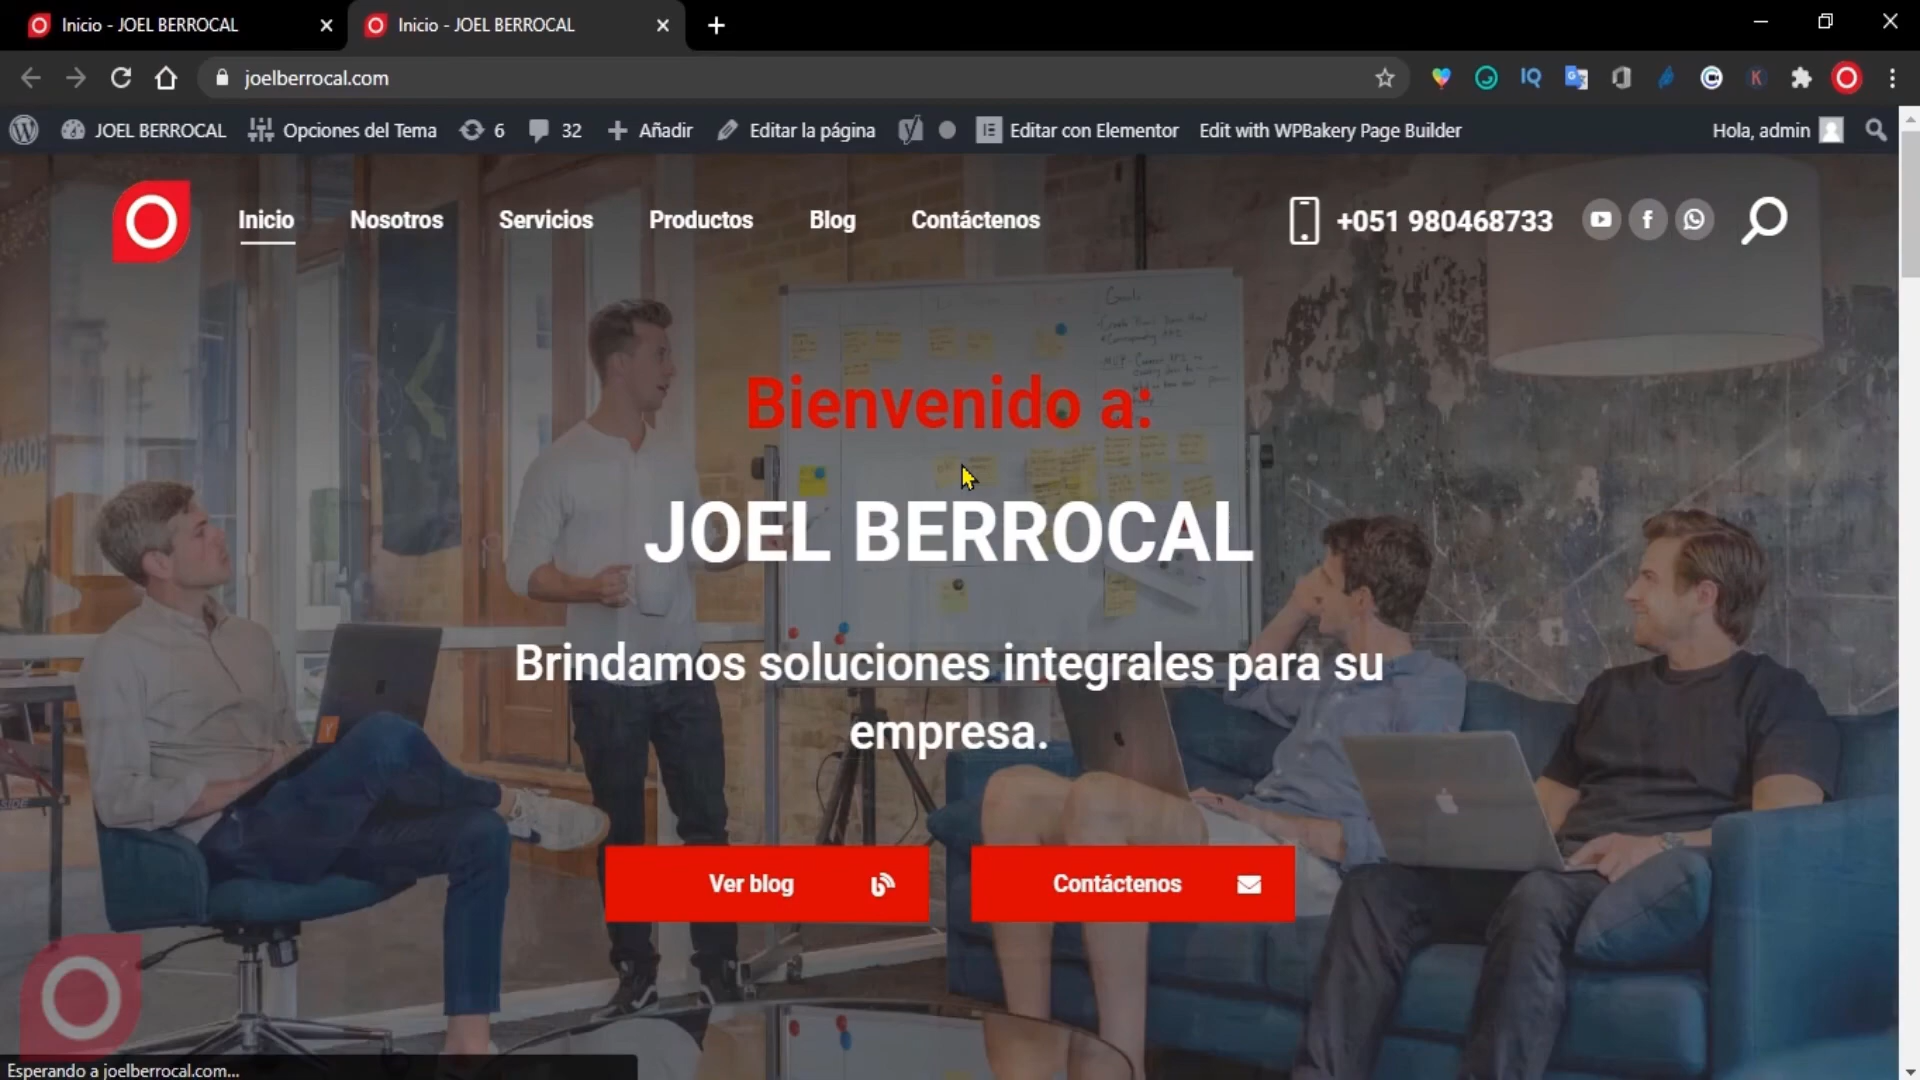 Inicio - JOEL BERROCAL
Inicio - JOEL BERROCAL
joelberrocal.com
JOEL BERROCAL
Opciones del Tema
6
32
Añadir
Editar la página
Editar con Elementor
Edit with WPBakery Page Builder
Hola, admin
Inicio
Nosotros
Servicios
Productos
Blog
Contáctenos
+051 980468733
Goals
Bienvenido a:
JOEL BERROCAL
Brindamos soluciones integrales para su
empresa.
Ver blog
Contáctenos
Esperando a joelberrocal.com...